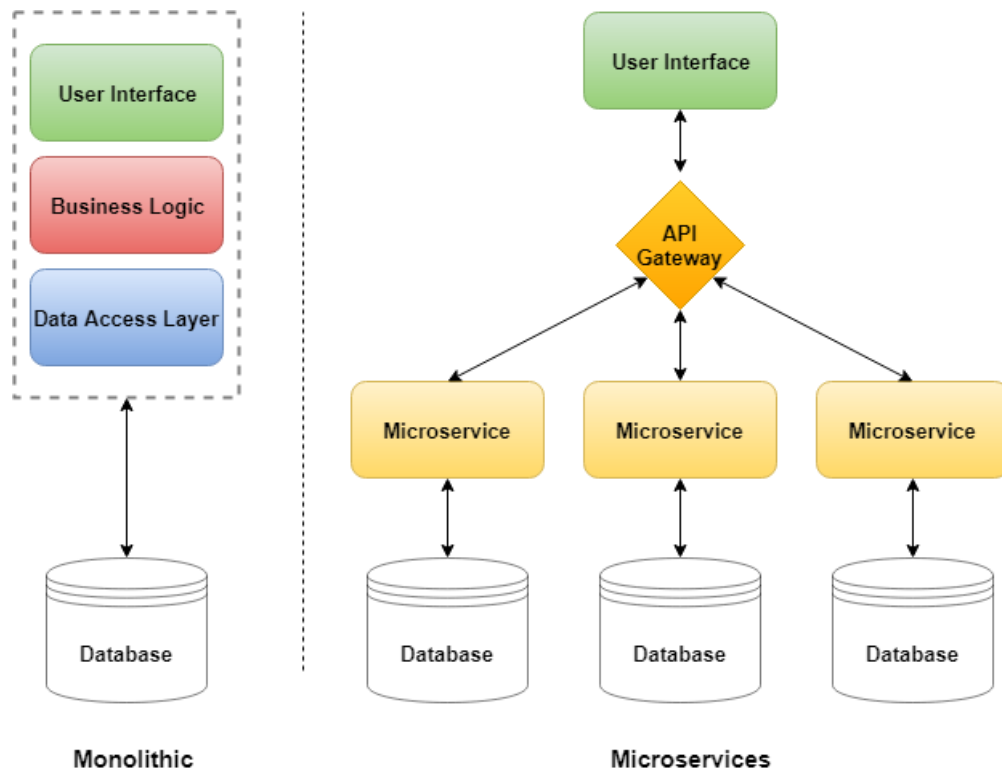 User Interface
Business Logic
Data Access Layer
Database
Monolithic
User Interface
API
Gateway
Microservice
Microservice
Microservice
Database
Database
Database
Microservices